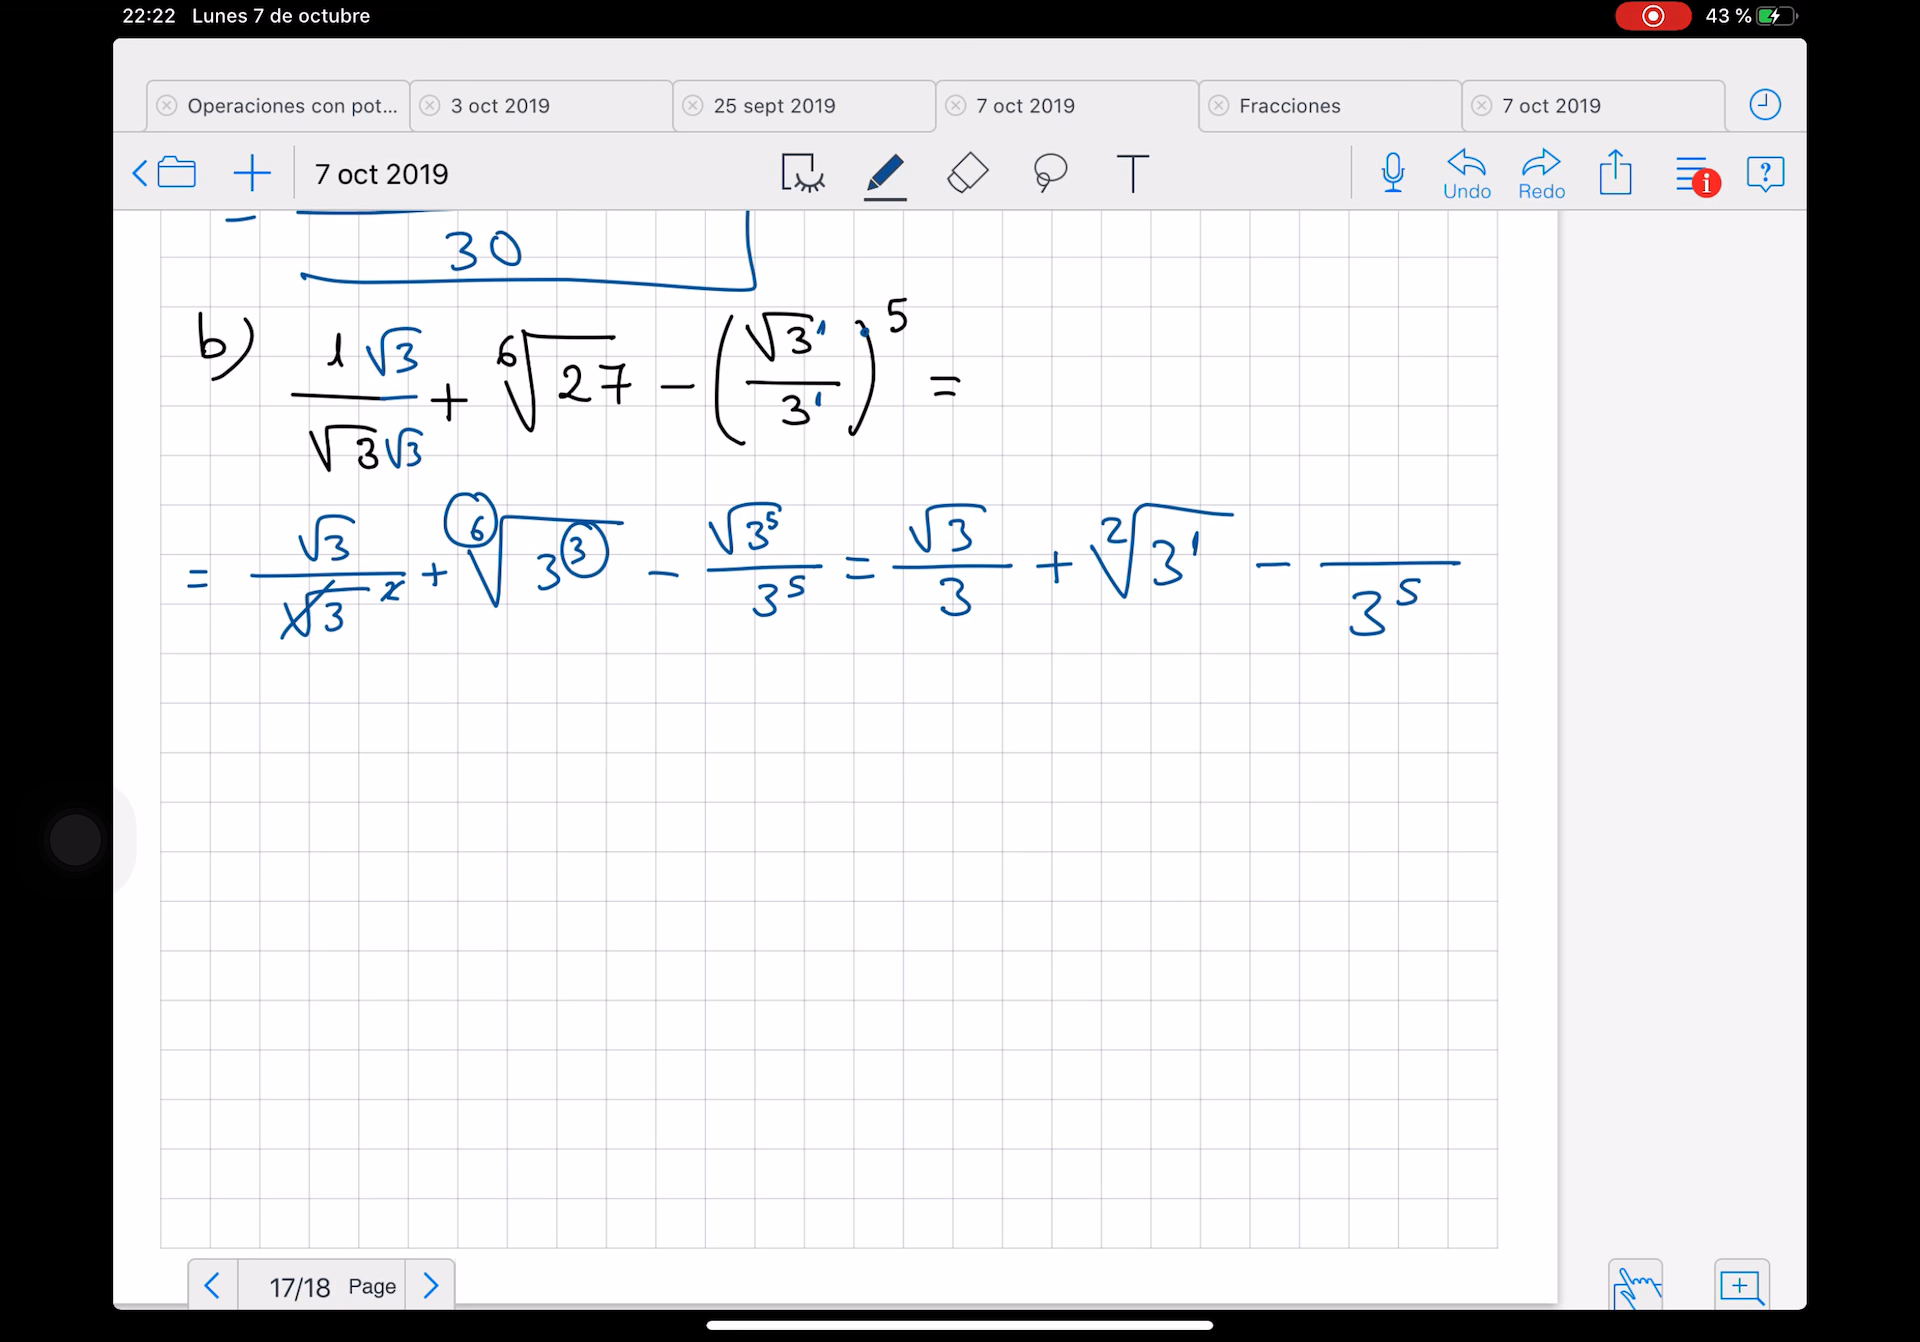 22:22 Lunes 7 de octubre 43 %
Operaciones con pot... 3 oct 2019 25 sept 2019 7 oct 2019 Fracciones 7 oct 2019
7 oct 2019 T Undo Redo i ?
= 30
b) 1√3/√3√3 + ⁶√27 − (√3¹/3¹)⁵ =
= √3/√3² + ⁶√3³ − √3⁵/3⁵ = √3/3 + ²√3¹ − /3⁵
17/18 Page